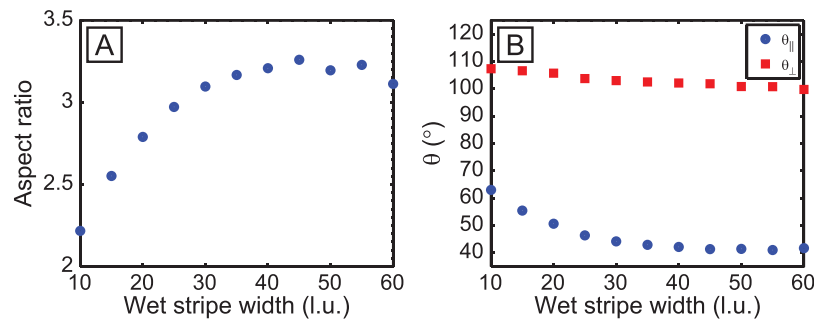 A
Aspect ratio
3.5
3
2.5
2
10 20 30 40 50 60
Wet stripe width (l.u.)
B
θ∥
θ⊥
θ (°)
120
110
100
90
80
70
60
50
40
10 20 30 40 50 60
Wet stripe width (l.u.)